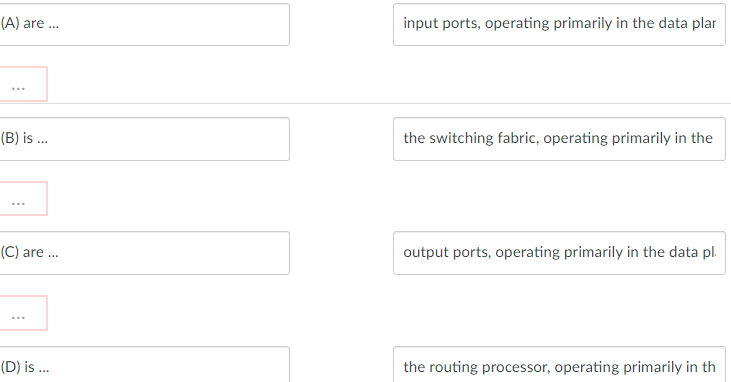 (A) are ...
input ports, operating primarily in the data plan
...
(B) is ...
the switching fabric, operating primarily in the
...
(C) are ...
output ports, operating primarily in the data pl
...
(D) is ...
the routing processor, operating primarily in th